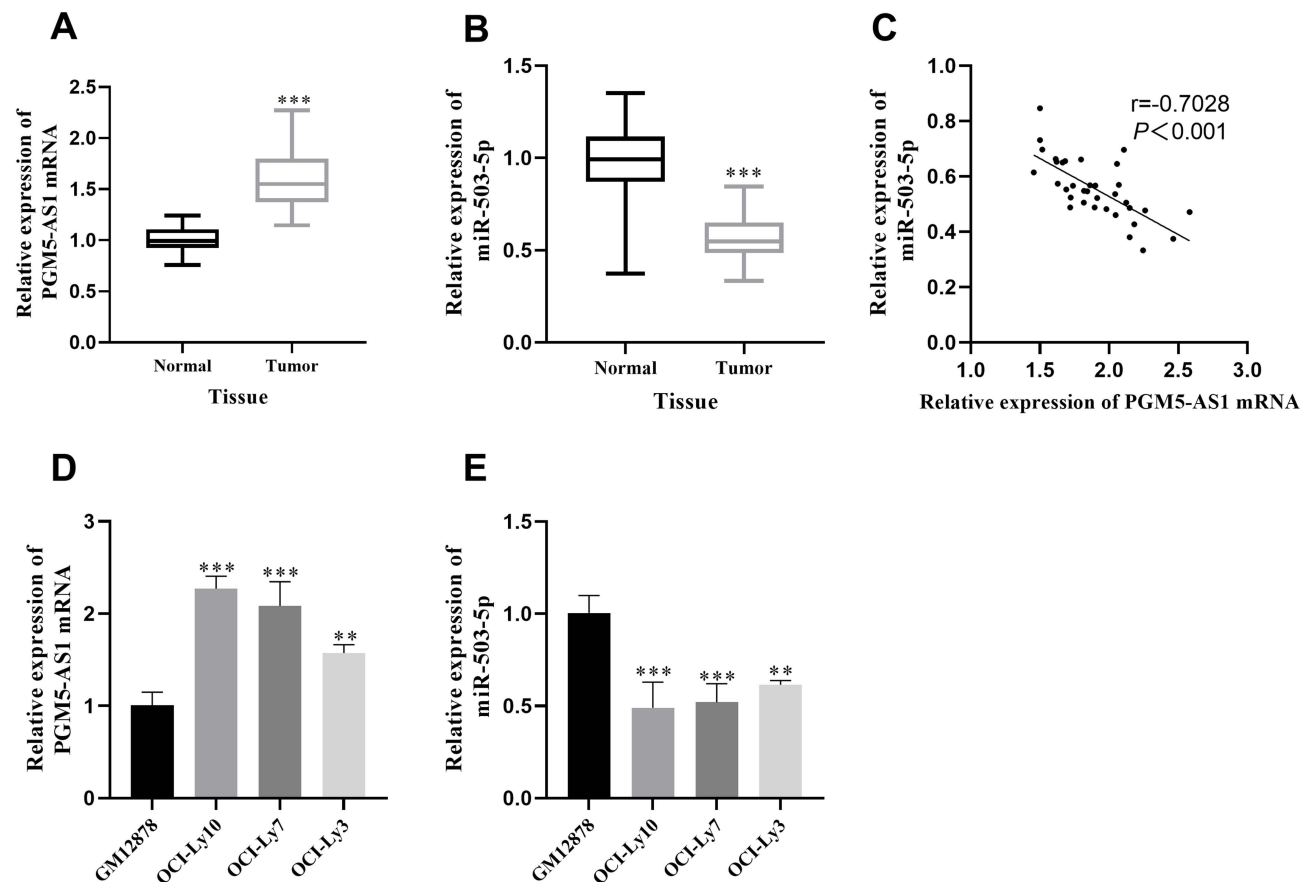 A
Relative expression of
PGM5-AS1 mRNA
2.5
2.0
1.5
1.0
0.5
0.0
***
Normal
Tumor
Tissue
B
Relative expression of
miR-503-5p
1.5
1.0
0.5
0.0
***
Normal
Tumor
Tissue
C
Relative expression of
miR-503-5p
1.0
0.8
0.6
0.4
0.2
0.0
r=-0.7028
P<0.001
1.0
1.5
2.0
2.5
3.0
Relative expression of PGM5-AS1 mRNA
D
Relative expression of
PGM5-AS1 mRNA
3
2
1
0
***
***
**
GM12878
OCI-Ly10
OCI-Ly7
OCI-Ly3
E
Relative expression of
miR-503-5p
1.5
1.0
0.5
0.0
***
***
**
GM12878
OCI-Ly10
OCI-Ly7
OCI-Ly3